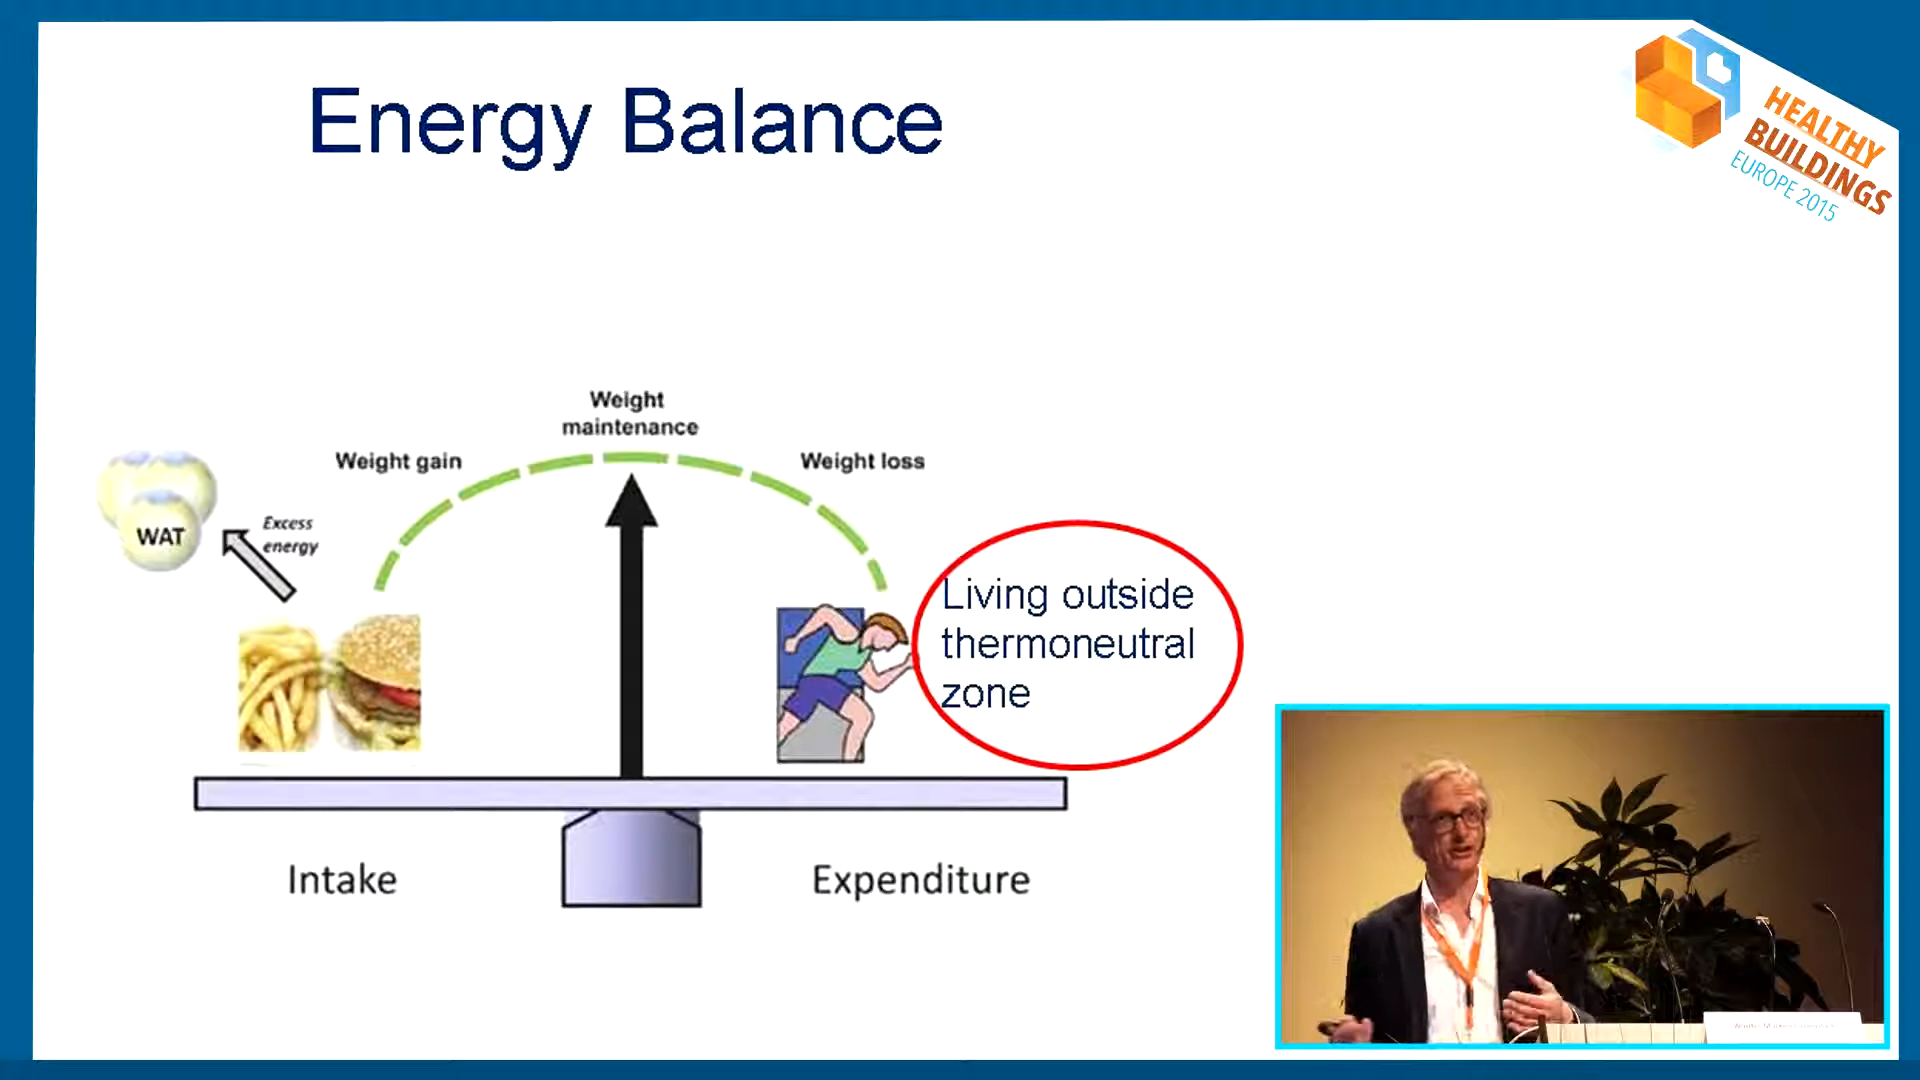 Energy Balance
HEALTHY
BUILDINGS
EUROPE 2015
Weight
maintenance
Weight gain
Weight loss
WAT
Excess
energy
Living outside
thermoneutral
zone
Intake
Expenditure